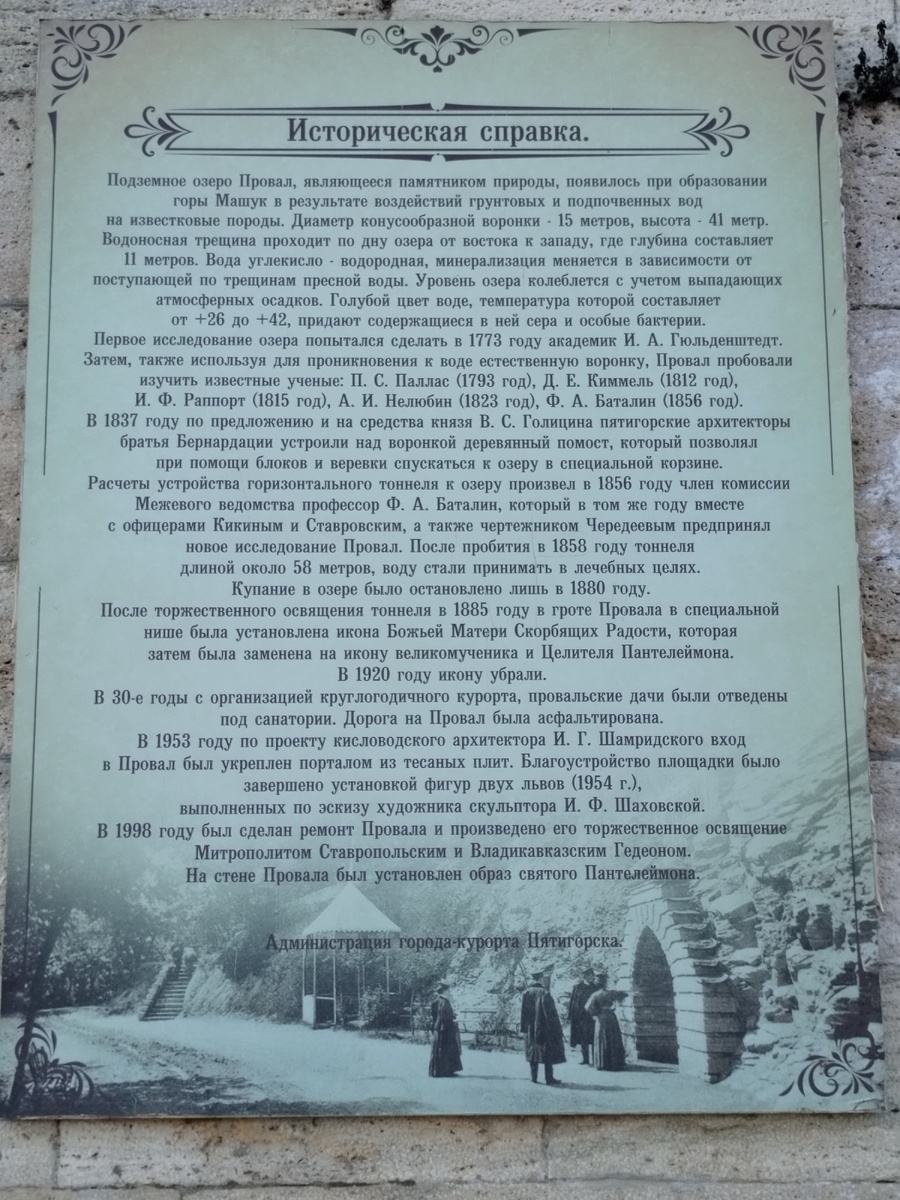 Историческая справка.
Подземное озеро Провал, являющееся памятником природы, появилось при образовании
горы Машук в результате воздействий грунтовых и подпочвенных вод
на известковые породы. Диаметр конусообразной воронки - 15 метров, высота - 41 метр.
Водоносная трещина проходит по дну озера от востока к западу, где глубина составляет
11 метров. Вода углекисло - водородная, минерализация меняется в зависимости от
поступающей по трещинам пресной воды. Уровень озера колеблется с учетом выпадающих
атмосферных осадков. Голубой цвет воде, температура которой составляет
от +26 до +42, придают содержащиеся в ней сера и особые бактерии.
Первое исследование озера попытался сделать в 1773 году академик И. А. Гюльденштедт.
Затем, также используя для проникновения к воде естественную воронку, Провал пробовали
изучить известные ученые: П. С. Паллас (1793 год), Д. Е. Киммель (1812 год),
И. Ф. Раппорт (1815 год), А. И. Нелюбин (1823 год), Ф. А. Баталин (1856 год).
В 1837 году по предложению и на средства князя В. С. Голицина пятигорские архитекторы
братья Бернардации устроили над воронкой деревянный помост, который позволял
при помощи блоков и веревки спускаться к озеру в специальной корзине.
Расчеты устройства горизонтального тоннеля к озеру произвел в 1856 году член комиссии
Межевого ведомства профессор Ф. А. Баталин, который в том же году вместе
с офицерами Кикиным и Ставровским, а также чертежником Чередеевым предпринял
новое исследование Провал. После пробития в 1858 году тоннеля
длиной около 58 метров, воду стали принимать в лечебных целях.
Купание в озере было остановлено лишь в 1880 году.
После торжественного освящения тоннеля в 1885 году в гроте Провала в специальной
нише была установлена икона Божьей Матери Скорбящих Радости, которая
затем была заменена на икону великомученика и Целителя Пантелеймона.
В 1920 году икону убрали.
В 30-е годы с организацией круглогодичного курорта, провальские дачи были отведены
под санатории. Дорога на Провал была асфальтирована.
В 1953 году по проекту кисловодского архитектора И. Г. Шамридского вход
в Провал был укреплен порталом из тесаных плит. Благоустройство площадки было
завершено установкой фигур двух львов (1954 г.),
выполненных по эскизу художника скульптора И. Ф. Шаховской.
В 1998 году был сделан ремонт Провала и произведено его торжественное освящение
Митрополитом Ставропольским и Владикавказским Гедеоном.
На стене Провала был установлен образ святого Пантелеймона.
Администрация города-курорта Пятигорска.